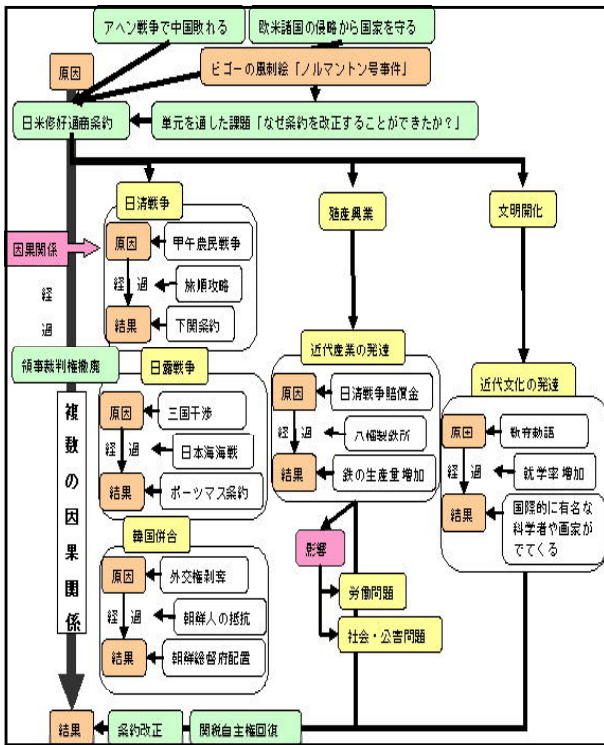 アヘン戦争で中国敗れる
欧米諸国の侵略から国家を守る
原因
ビゴーの風刺絵「ノルマントン号事件」
日米修好通商条約
単元を通した課題「なぜ条約を改正することができたか?」
日清戦争
殖産興業
文明開化
因果関係
原因
甲午農民戦争
経過
旅順攻略
結果
下関条約
経過
領事裁判権撤廃
日露戦争
原因
三国干渉
経過
日本海海戦
結果
ポーツマス条約
近代産業の発達
原因
日清戦争賠償金
経過
八幡製鉄所
結果
鉄の生産量増加
近代文化の発達
原因
教育勅語
経過
就学率増加
結果
国際的に有名な
科学者や画家が
でてくる
複数の因果関係
韓国併合
原因
外交権剥奪
経過
朝鮮人の抵抗
結果
朝鮮総督府配置
影響
労働問題
社会・公害問題
結果
条約改正
関税自主権回復